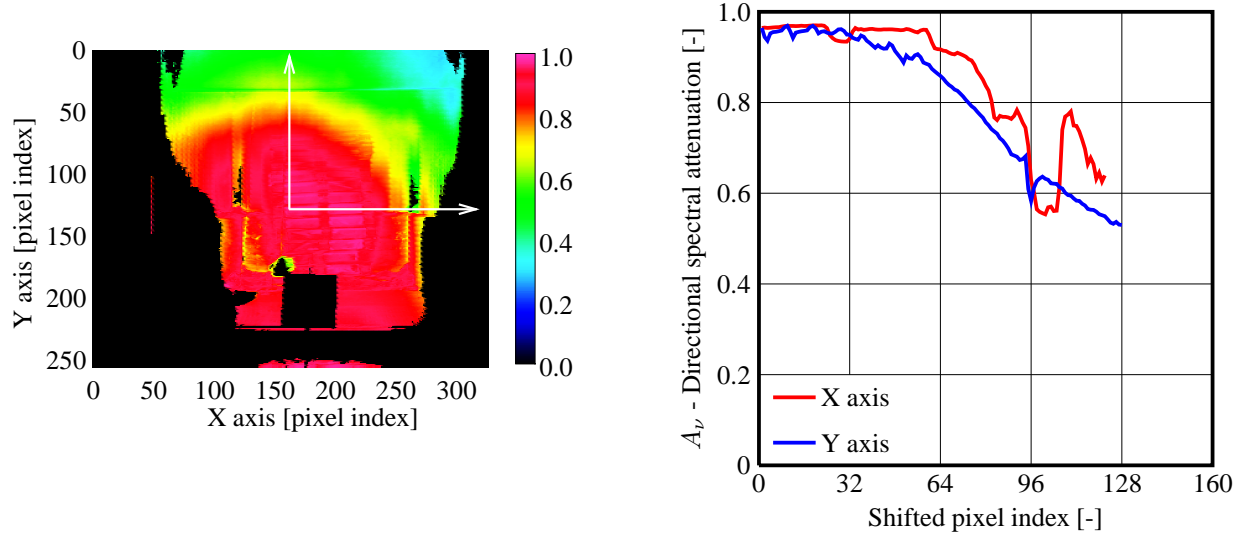 0
50
100
150
200
250
Y axis [pixel index]
0 50 100 150 200 250 300
X axis [pixel index]
1.0
0.8
0.6
0.4
0.2
0.0
1.0
0.8
0.6
0.4
0.2
0
A_ν - Directional spectral attenuation [-]
X axis
Y axis
0 32 64 96 128 160
Shifted pixel index [-]